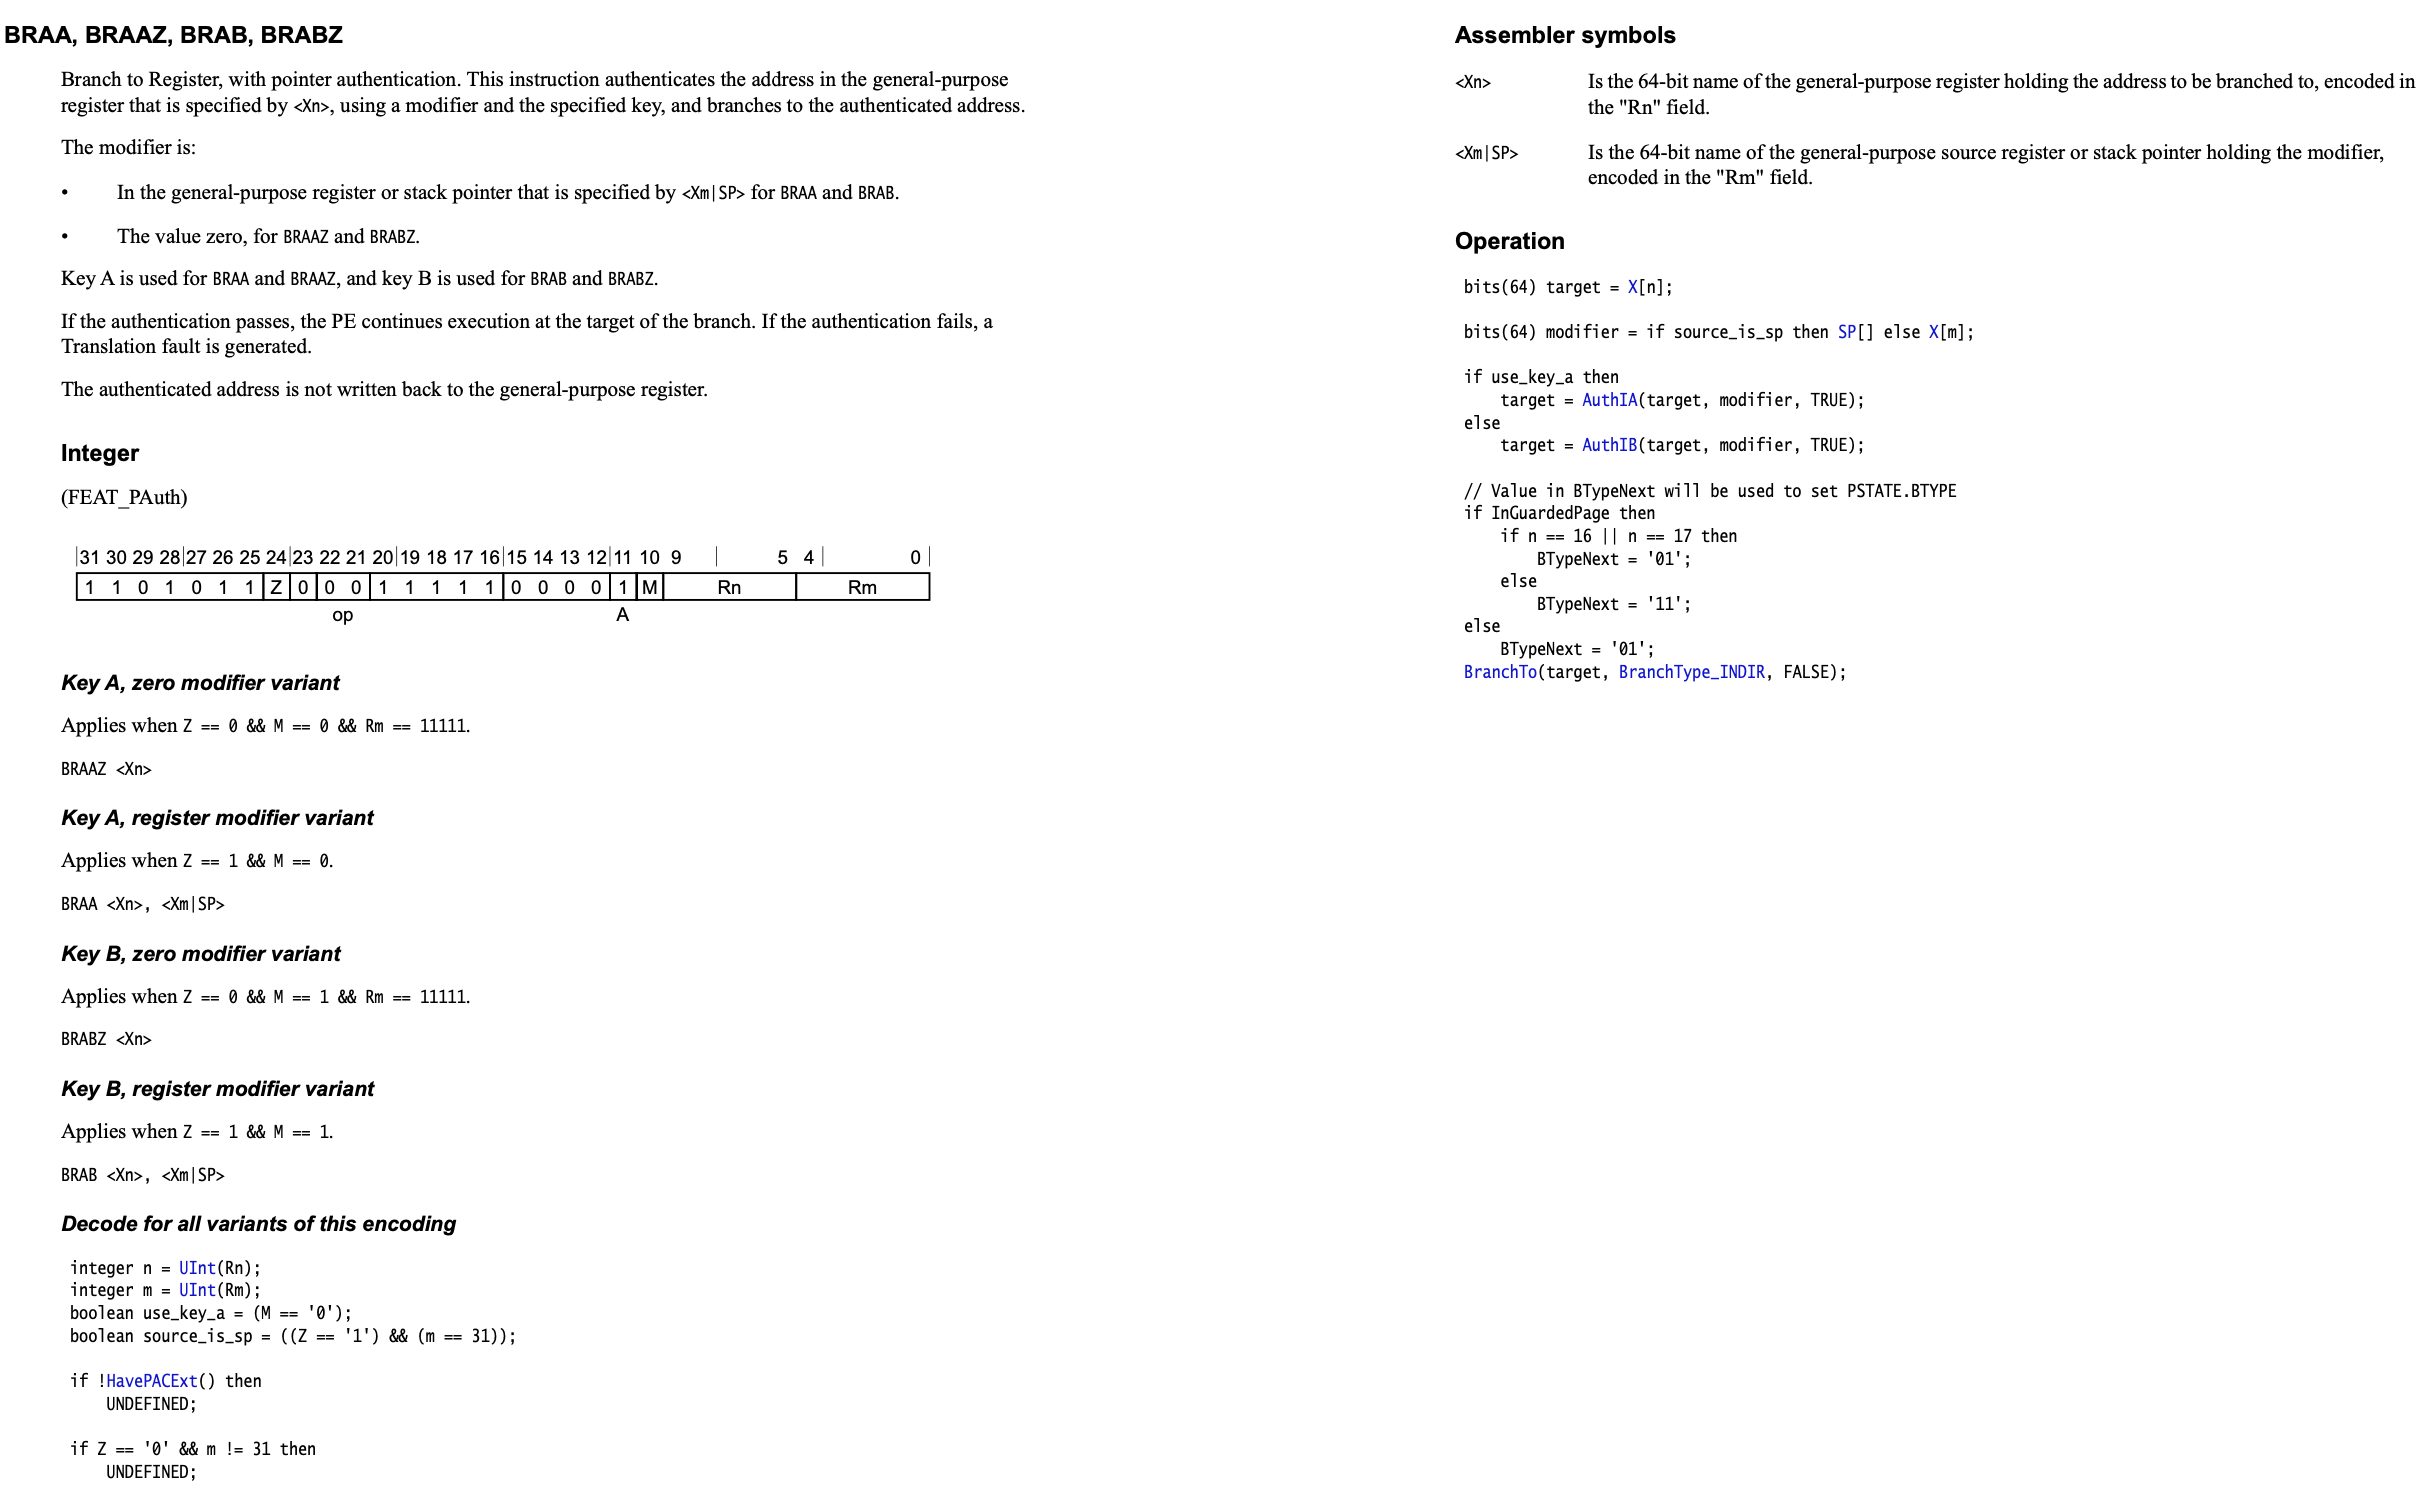 BRAA, BRAAZ, BRAB, BRABZ
Branch to Register, with pointer authentication. This instruction authenticates the address in the general-purpose
register that is specified by <Xn>, using a modifier and the specified key, and branches to the authenticated address.
The modifier is:
• In the general-purpose register or stack pointer that is specified by <Xm|SP> for BRAA and BRAB.
• The value zero, for BRAAZ and BRABZ.
Key A is used for BRAA and BRAAZ, and key B is used for BRAB and BRABZ.
If the authentication passes, the PE continues execution at the target of the branch. If the authentication fails, a
Translation fault is generated.
The authenticated address is not written back to the general-purpose register.
Integer
(FEAT_PAuth)
|31 30 29 28|27 26 25 24|23 22 21 20|19 18 17 16|15 14 13 12|11 10 9 | 5 4 | 0|
1 1 0 1 0 1 1 Z 0 0 0 1 1 1 1 1 0 0 0 0 1 M Rn Rm
op A
Key A, zero modifier variant
Applies when Z == 0 && M == 0 && Rm == 11111.
BRAAZ <Xn>
Key A, register modifier variant
Applies when Z == 1 && M == 0.
BRAA <Xn>, <Xm|SP>
Key B, zero modifier variant
Applies when Z == 0 && M == 1 && Rm == 11111.
BRABZ <Xn>
Key B, register modifier variant
Applies when Z == 1 && M == 1.
BRAB <Xn>, <Xm|SP>
Decode for all variants of this encoding
integer n = UInt(Rn);
integer m = UInt(Rm);
boolean use_key_a = (M == '0');
boolean source_is_sp = ((Z == '1') && (m == 31));
if !HavePACExt() then
UNDEFINED;
if Z == '0' && m != 31 then
UNDEFINED;
Assembler symbols
<Xn> Is the 64-bit name of the general-purpose register holding the address to be branched to, encoded in
the "Rn" field.
<Xm|SP> Is the 64-bit name of the general-purpose source register or stack pointer holding the modifier,
encoded in the "Rm" field.
Operation
bits(64) target = X[n];
bits(64) modifier = if source_is_sp then SP[] else X[m];
if use_key_a then
target = AuthIA(target, modifier, TRUE);
else
target = AuthIB(target, modifier, TRUE);
// Value in BTypeNext will be used to set PSTATE.BTYPE
if InGuardedPage then
if n == 16 || n == 17 then
BTypeNext = '01';
else
BTypeNext = '11';
else
BTypeNext = '01';
BranchTo(target, BranchType_INDIR, FALSE);